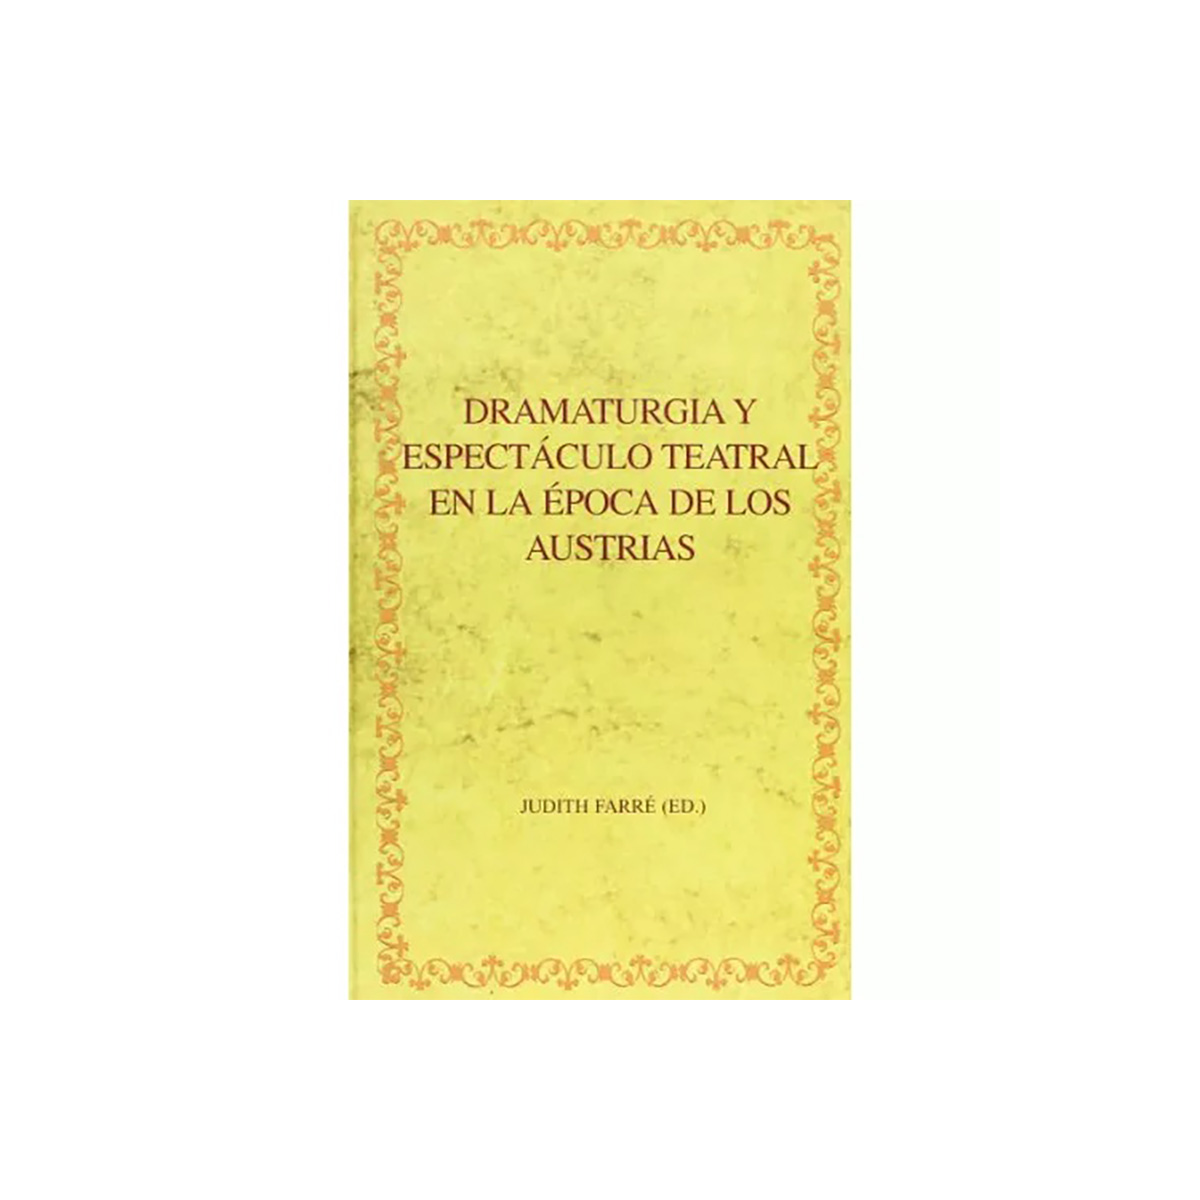 DRAMATURGIA Y
ESPECTÁCULO TEATRAL
EN LA ÉPOCA DE LOS
AUSTRIAS
JUDITH FARRÉ (ED.)